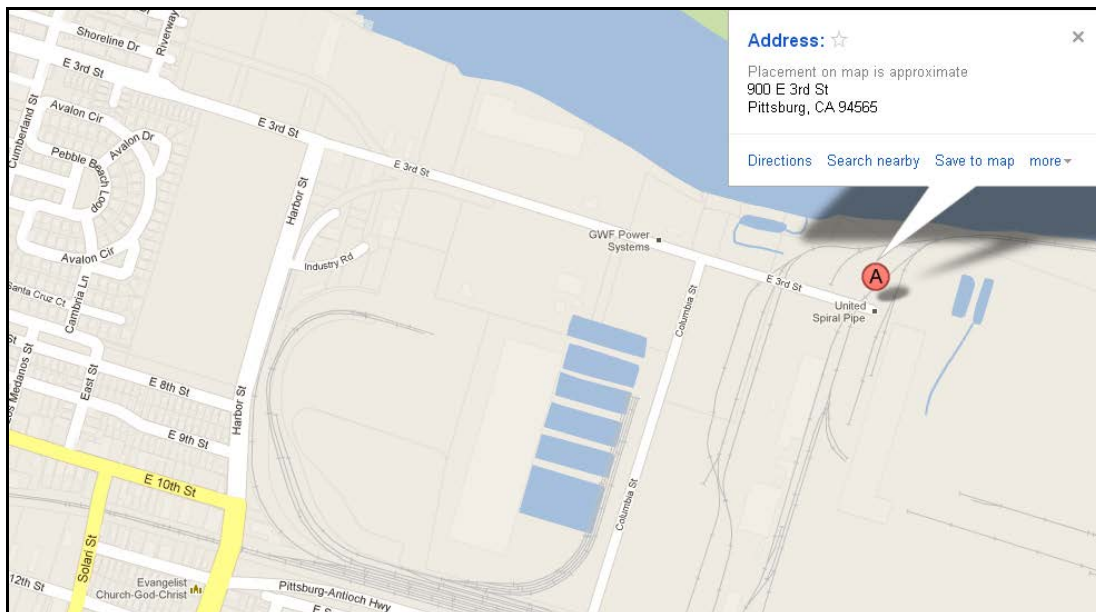 Shoreline Dr
Riverway
E 3rd St
Cumberland St
Avalon Cir
Avalon Dr
Pebble Beach Loop
Avalon Cir
Cambria Ln
Santa Cruz Ct
St
Medanos St
East St
E 8th St
E 9th St
E 10th St
Solari St
12th St
Evangelist
Church-God-Christ
Pittsburg-Antioch Hwy
E S
Harbor St
Harbor St
Industry Rd
E 3rd St
E 3rd St
GWF Power
Systems
Columbia St
Columbia St
E 3rd St
A
United
Spiral Pipe
Address:
Placement on map is approximate
900 E 3rd St
Pittsburg, CA 94565
Directions Search nearby Save to map more